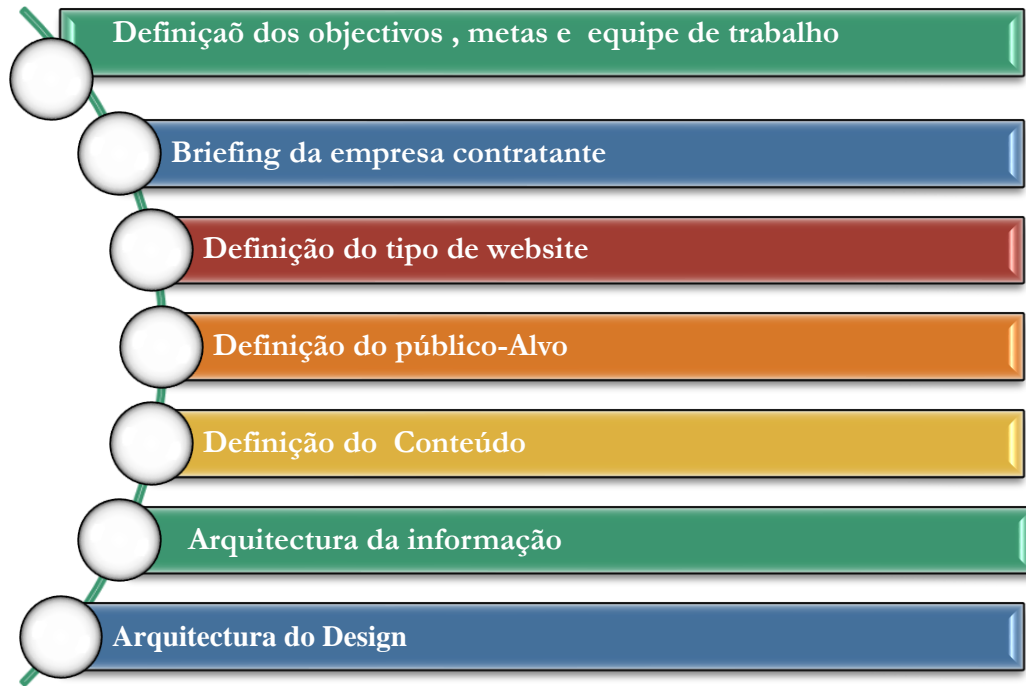 Definiçaõ dos objectivos , metas e equipe de trabalho
Briefing da empresa contratante
Definição do tipo de website
Definição do público-Alvo
Definição do Conteúdo
Arquitectura da informação
Arquitectura do Design